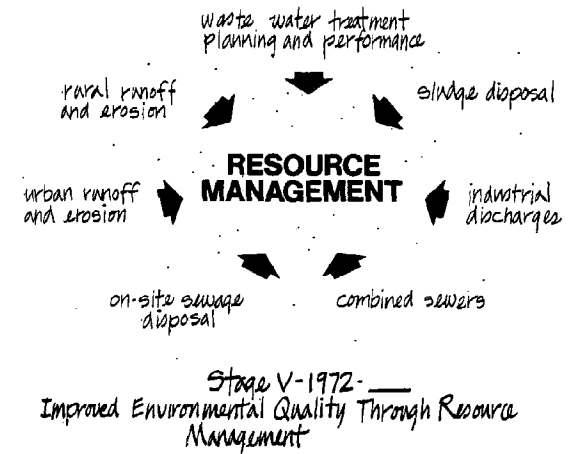 waste water treatment
planning and performance
rural runoff
and erosion
sludge disposal
RESOURCE
MANAGEMENT
urban runoff
and erosion
industrial
discharges
on-site sewage
disposal
combined sewers
Stage V-1972-___
Improved Environmental Quality Through Resource
Management